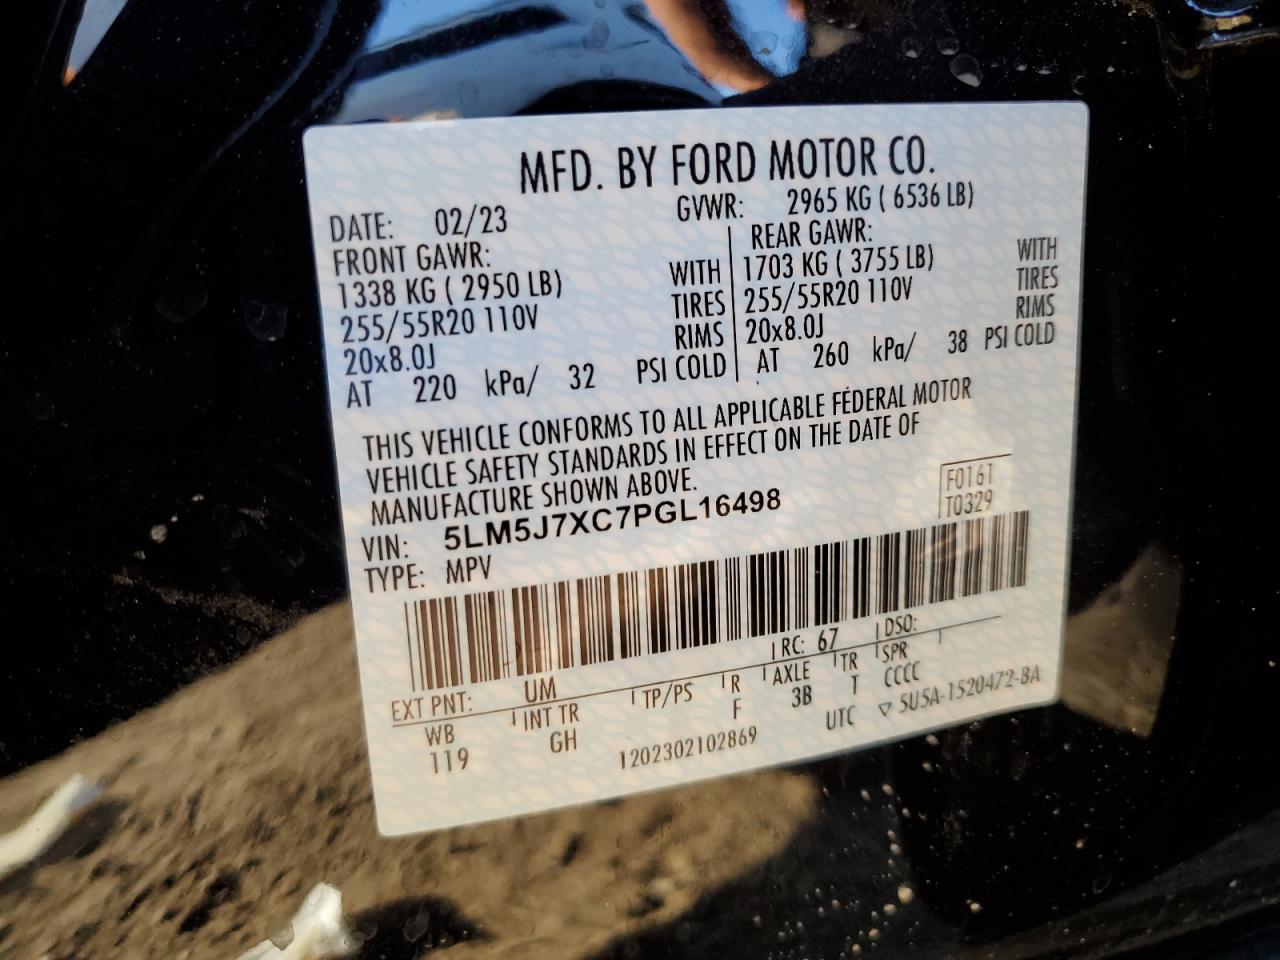 MFD. BY FORD MOTOR CO.
DATE: 02/23 GVWR: 2965 KG ( 6536 LB)
FRONT GAWR: REAR GAWR:
1338 KG ( 2950 LB) WITH 1703 KG ( 3755 LB) WITH
255/55R20 110V TIRES 255/55R20 110V TIRES
20x8.0J RIMS 20x8.0J RIMS
AT 220 kPa/ 32 PSI COLD AT 260 kPa/ 38 PSI COLD
THIS VEHICLE CONFORMS TO ALL APPLICABLE FEDERAL MOTOR
VEHICLE SAFETY STANDARDS IN EFFECT ON THE DATE OF
MANUFACTURE SHOWN ABOVE.
F0161
T0329
VIN: 5LM5J7XC7PGL16498
TYPE: MPV
EXT PNT: UM RC: 67 DSO:
WB INT TR TP/PS R AXLE TR SPR
119 GH F 3B T CCCC
1202302102869 UTC ▽ 5U5A-1520472-BA